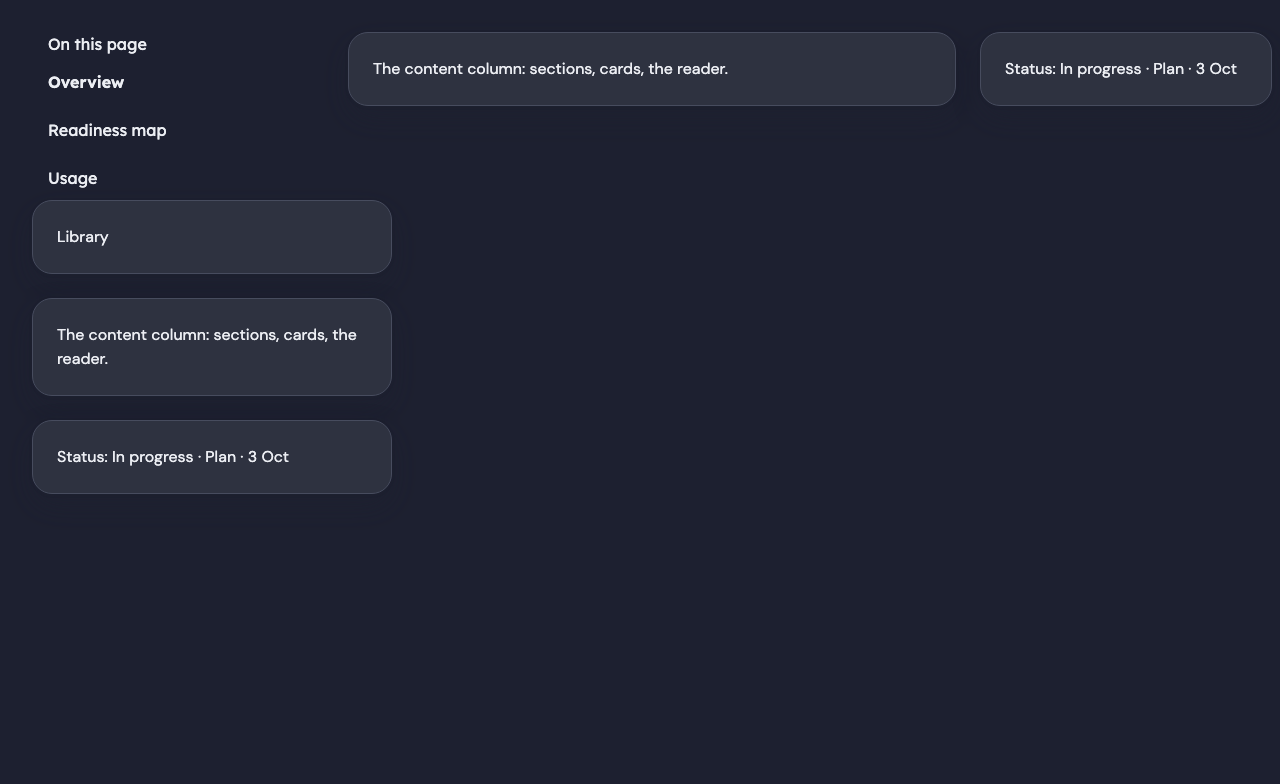 On this page
Overview
Readiness map
Usage
The content column: sections, cards, the reader.
Status: In progress · Plan · 3 Oct
Library
The content column: sections, cards, the
reader.
Status: In progress · Plan · 3 Oct